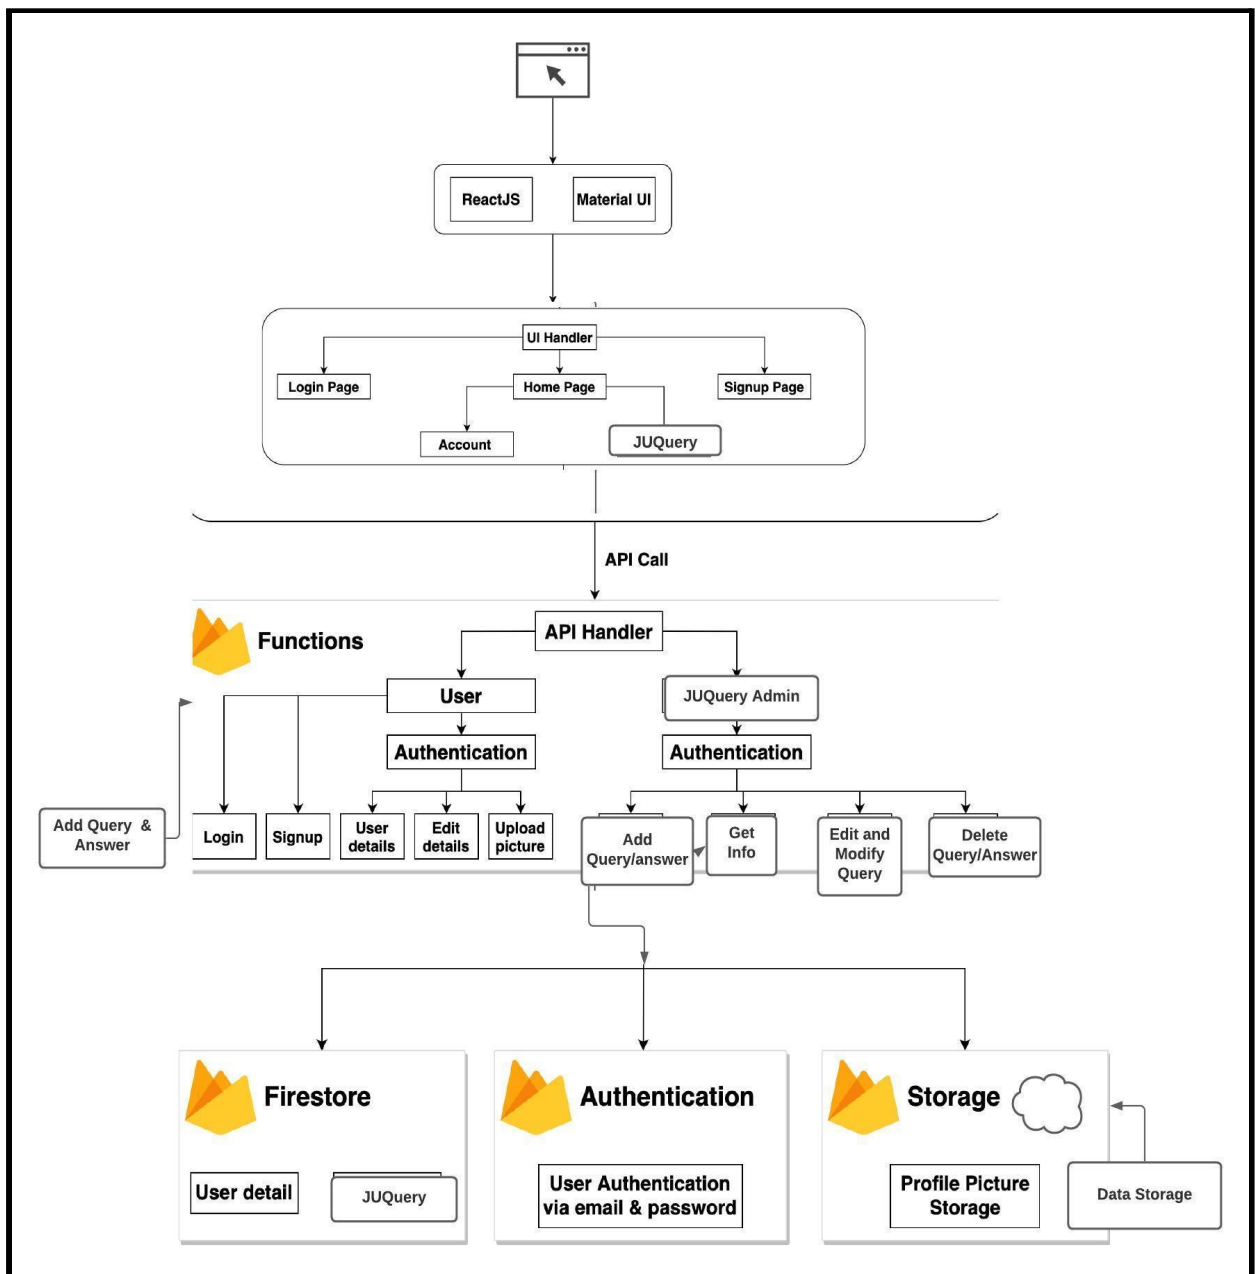 ReactJS
Material UI
UI Handler
Login Page
Home Page
Signup Page
Account
JUQuery
API Call
Functions
API Handler
User
JUQuery Admin
Authentication
Authentication
Add Query &
Answer
Login
Signup
User
details
Edit
details
Upload
picture
Add
Query/answer
Get
Info
Edit and
Modify
Query
Delete
Query/Answer
Firestore
Authentication
Storage
User detail
JUQuery
User Authentication
via email & password
Profile Picture
Storage
Data Storage